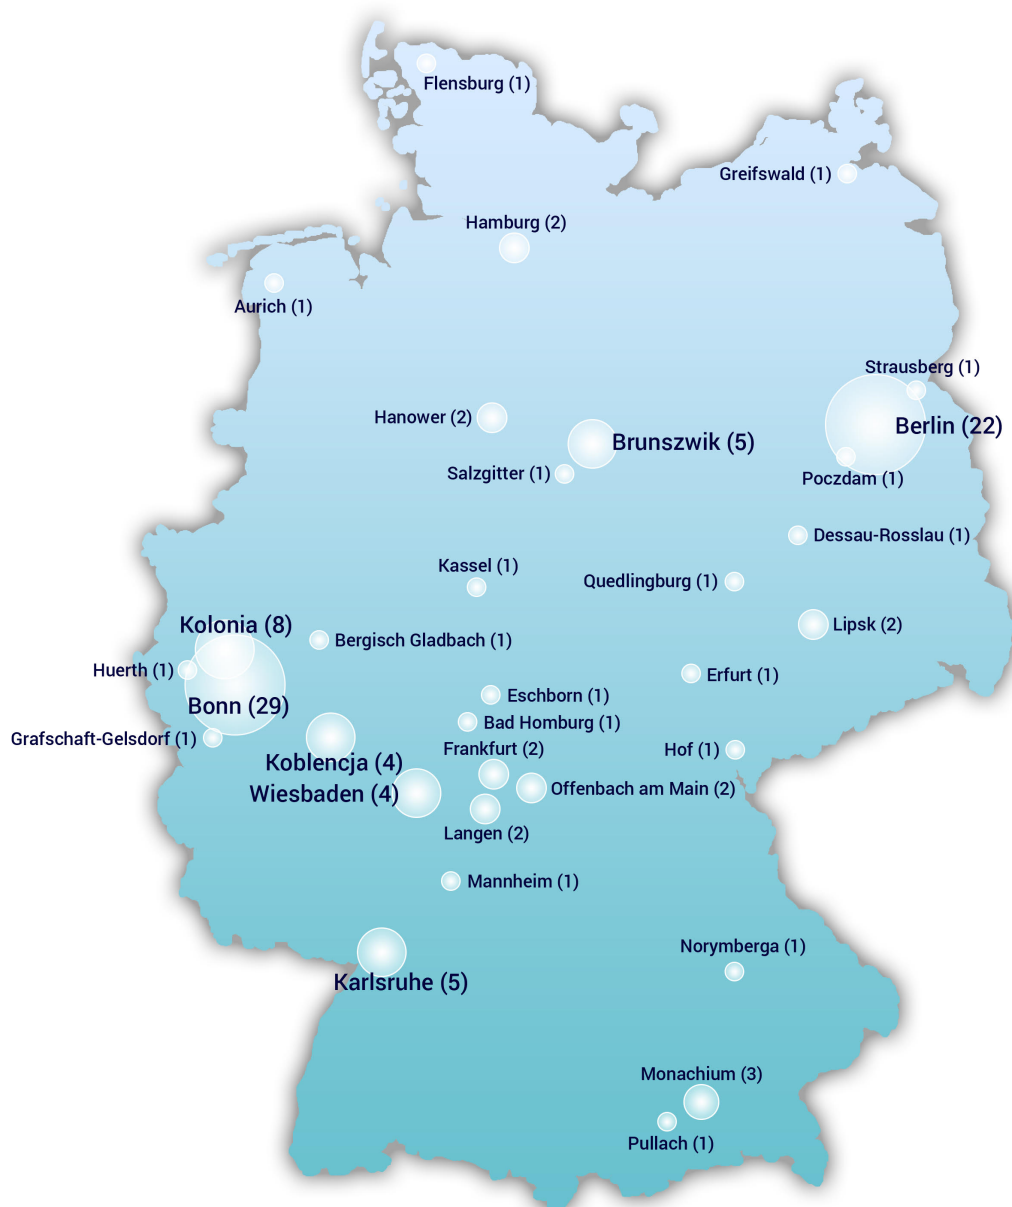 Flensburg (1)
Greifswald (1)
Hamburg (2)
Aurich (1)
Strausberg (1)
Hanower (2)
Berlin (22)
Brunszwik (5)
Salzgitter (1)
Poczdam (1)
Dessau-Rosslau (1)
Kassel (1)
Quedlingburg (1)
Kolonia (8)
Lipsk (2)
Bergisch Gladbach (1)
Huerth (1)
Erfurt (1)
Eschborn (1)
Bonn (29)
Bad Homburg (1)
Grafschaft-Gelsdorf (1)
Frankfurt (2)
Hof (1)
Koblencja (4)
Offenbach am Main (2)
Wiesbaden (4)
Langen (2)
Mannheim (1)
Norymberga (1)
Karlsruhe (5)
Monachium (3)
Pullach (1)